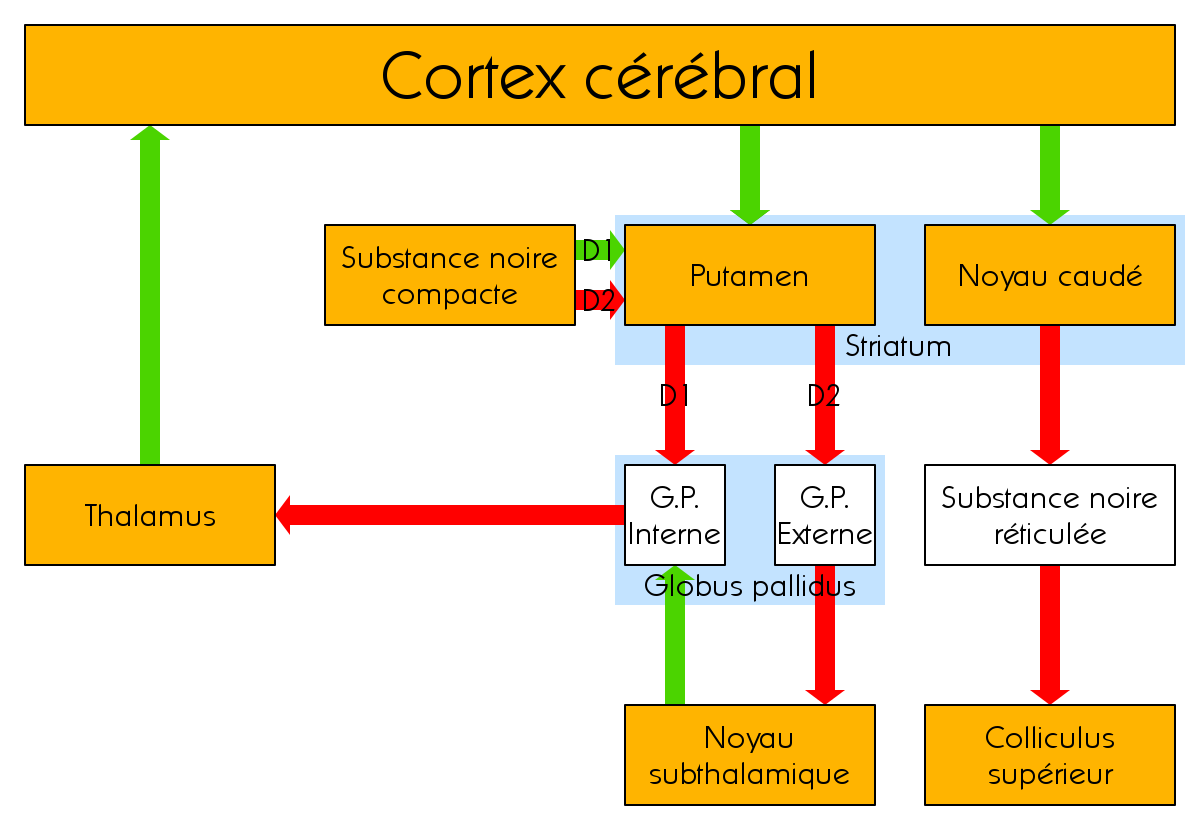 Cortex cérébral
Substance noire
compacte
D1
D2
Putamen
Noyau caudé
Striatum
D1
D2
Thalamus
G.P.
Interne
G.P.
Externe
Substance noire
réticulée
Globus pallidus
Noyau
subthalamique
Colliculus
supérieur